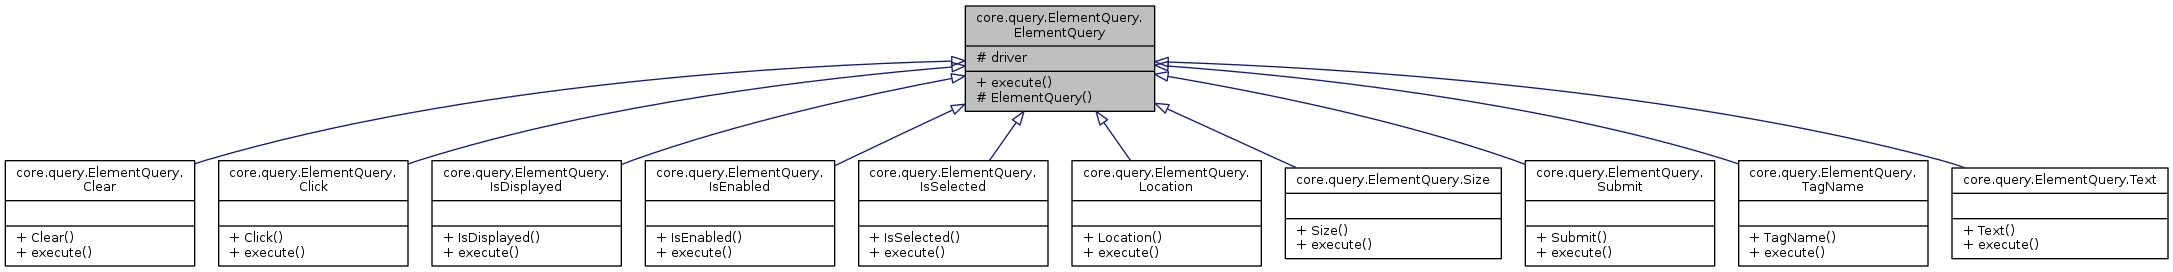 core.query.ElementQuery.
ElementQuery
# driver
+ execute()
# ElementQuery()
core.query.ElementQuery.
Clear
+ Clear()
+ execute()
core.query.ElementQuery.
Click
+ Click()
+ execute()
core.query.ElementQuery.
IsDisplayed
+ IsDisplayed()
+ execute()
core.query.ElementQuery.
IsEnabled
+ IsEnabled()
+ execute()
core.query.ElementQuery.
IsSelected
+ IsSelected()
+ execute()
core.query.ElementQuery.
Location
+ Location()
+ execute()
core.query.ElementQuery.Size
+ Size()
+ execute()
core.query.ElementQuery.
Submit
+ Submit()
+ execute()
core.query.ElementQuery.
TagName
+ TagName()
+ execute()
core.query.ElementQuery.Text
+ Text()
+ execute()